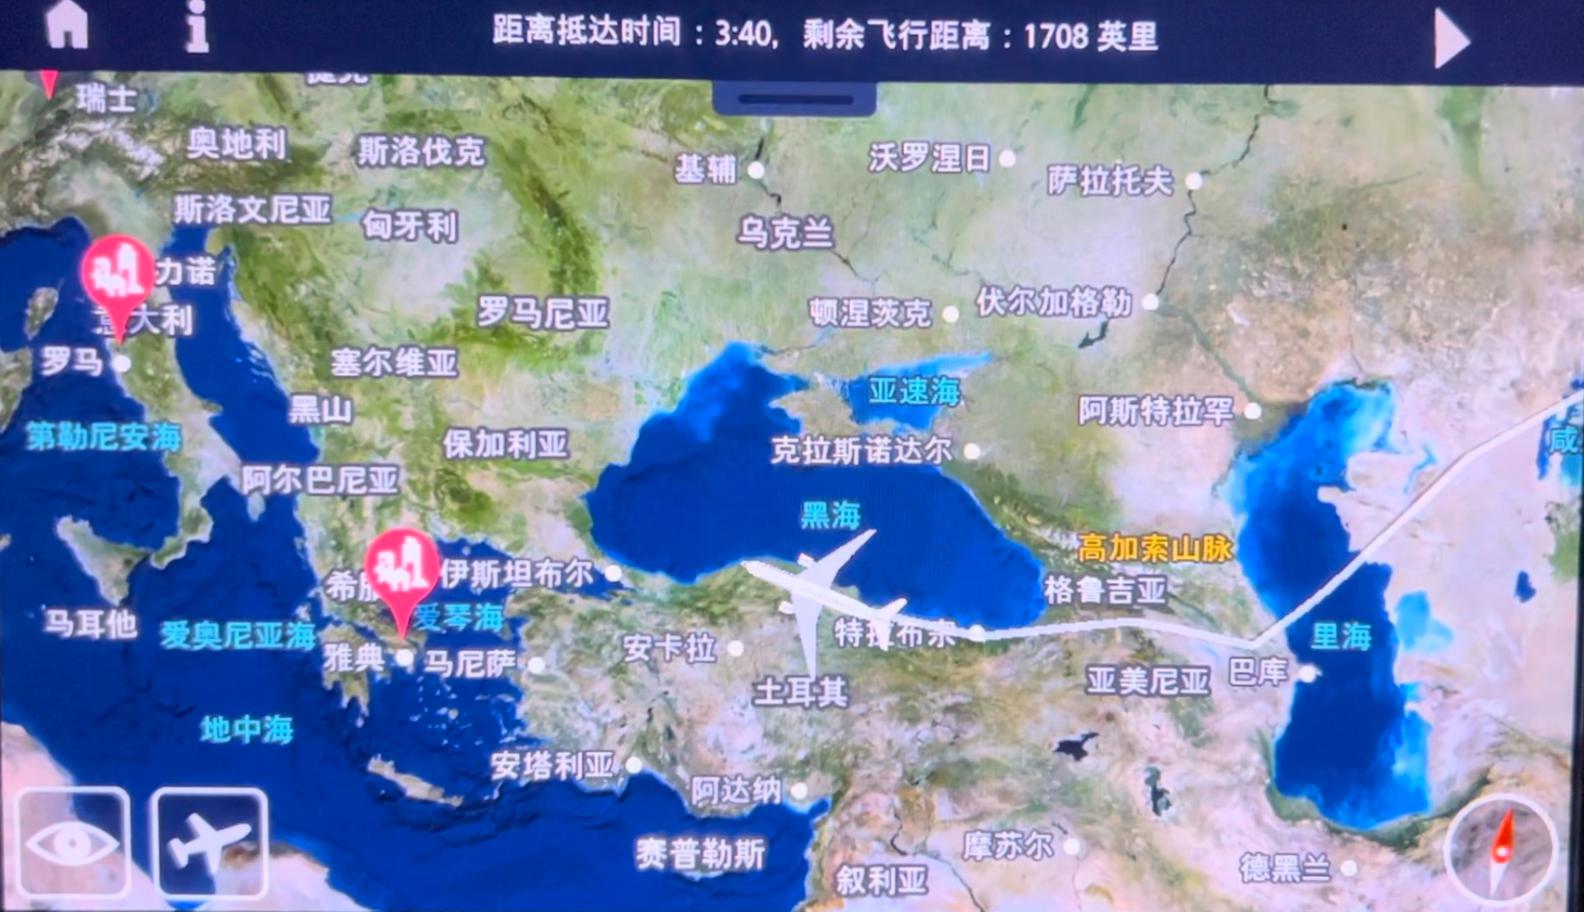 距离抵达时间：3:40，剩余飞行距离：1708 英里
捷克
瑞士
奥地利
斯洛伐克
基辅
沃罗涅日
萨拉托夫
斯洛文尼亚
匈牙利
乌克兰
力诺
意大利
罗马尼亚
顿涅茨克
伏尔加格勒
罗马
塞尔维亚
亚速海
黑山
阿斯特拉罕
第勒尼安海
保加利亚
克拉斯诺达尔
咸
阿尔巴尼亚
黑海
高加索山脉
希腊
伊斯坦布尔
格鲁吉亚
马耳他
爱奥尼亚海
爱琴海
特拉布宗
里海
雅典
马尼萨
安卡拉
土耳其
亚美尼亚
巴库
地中海
安塔利亚
阿达纳
赛普勒斯
叙利亚
摩苏尔
德黑兰